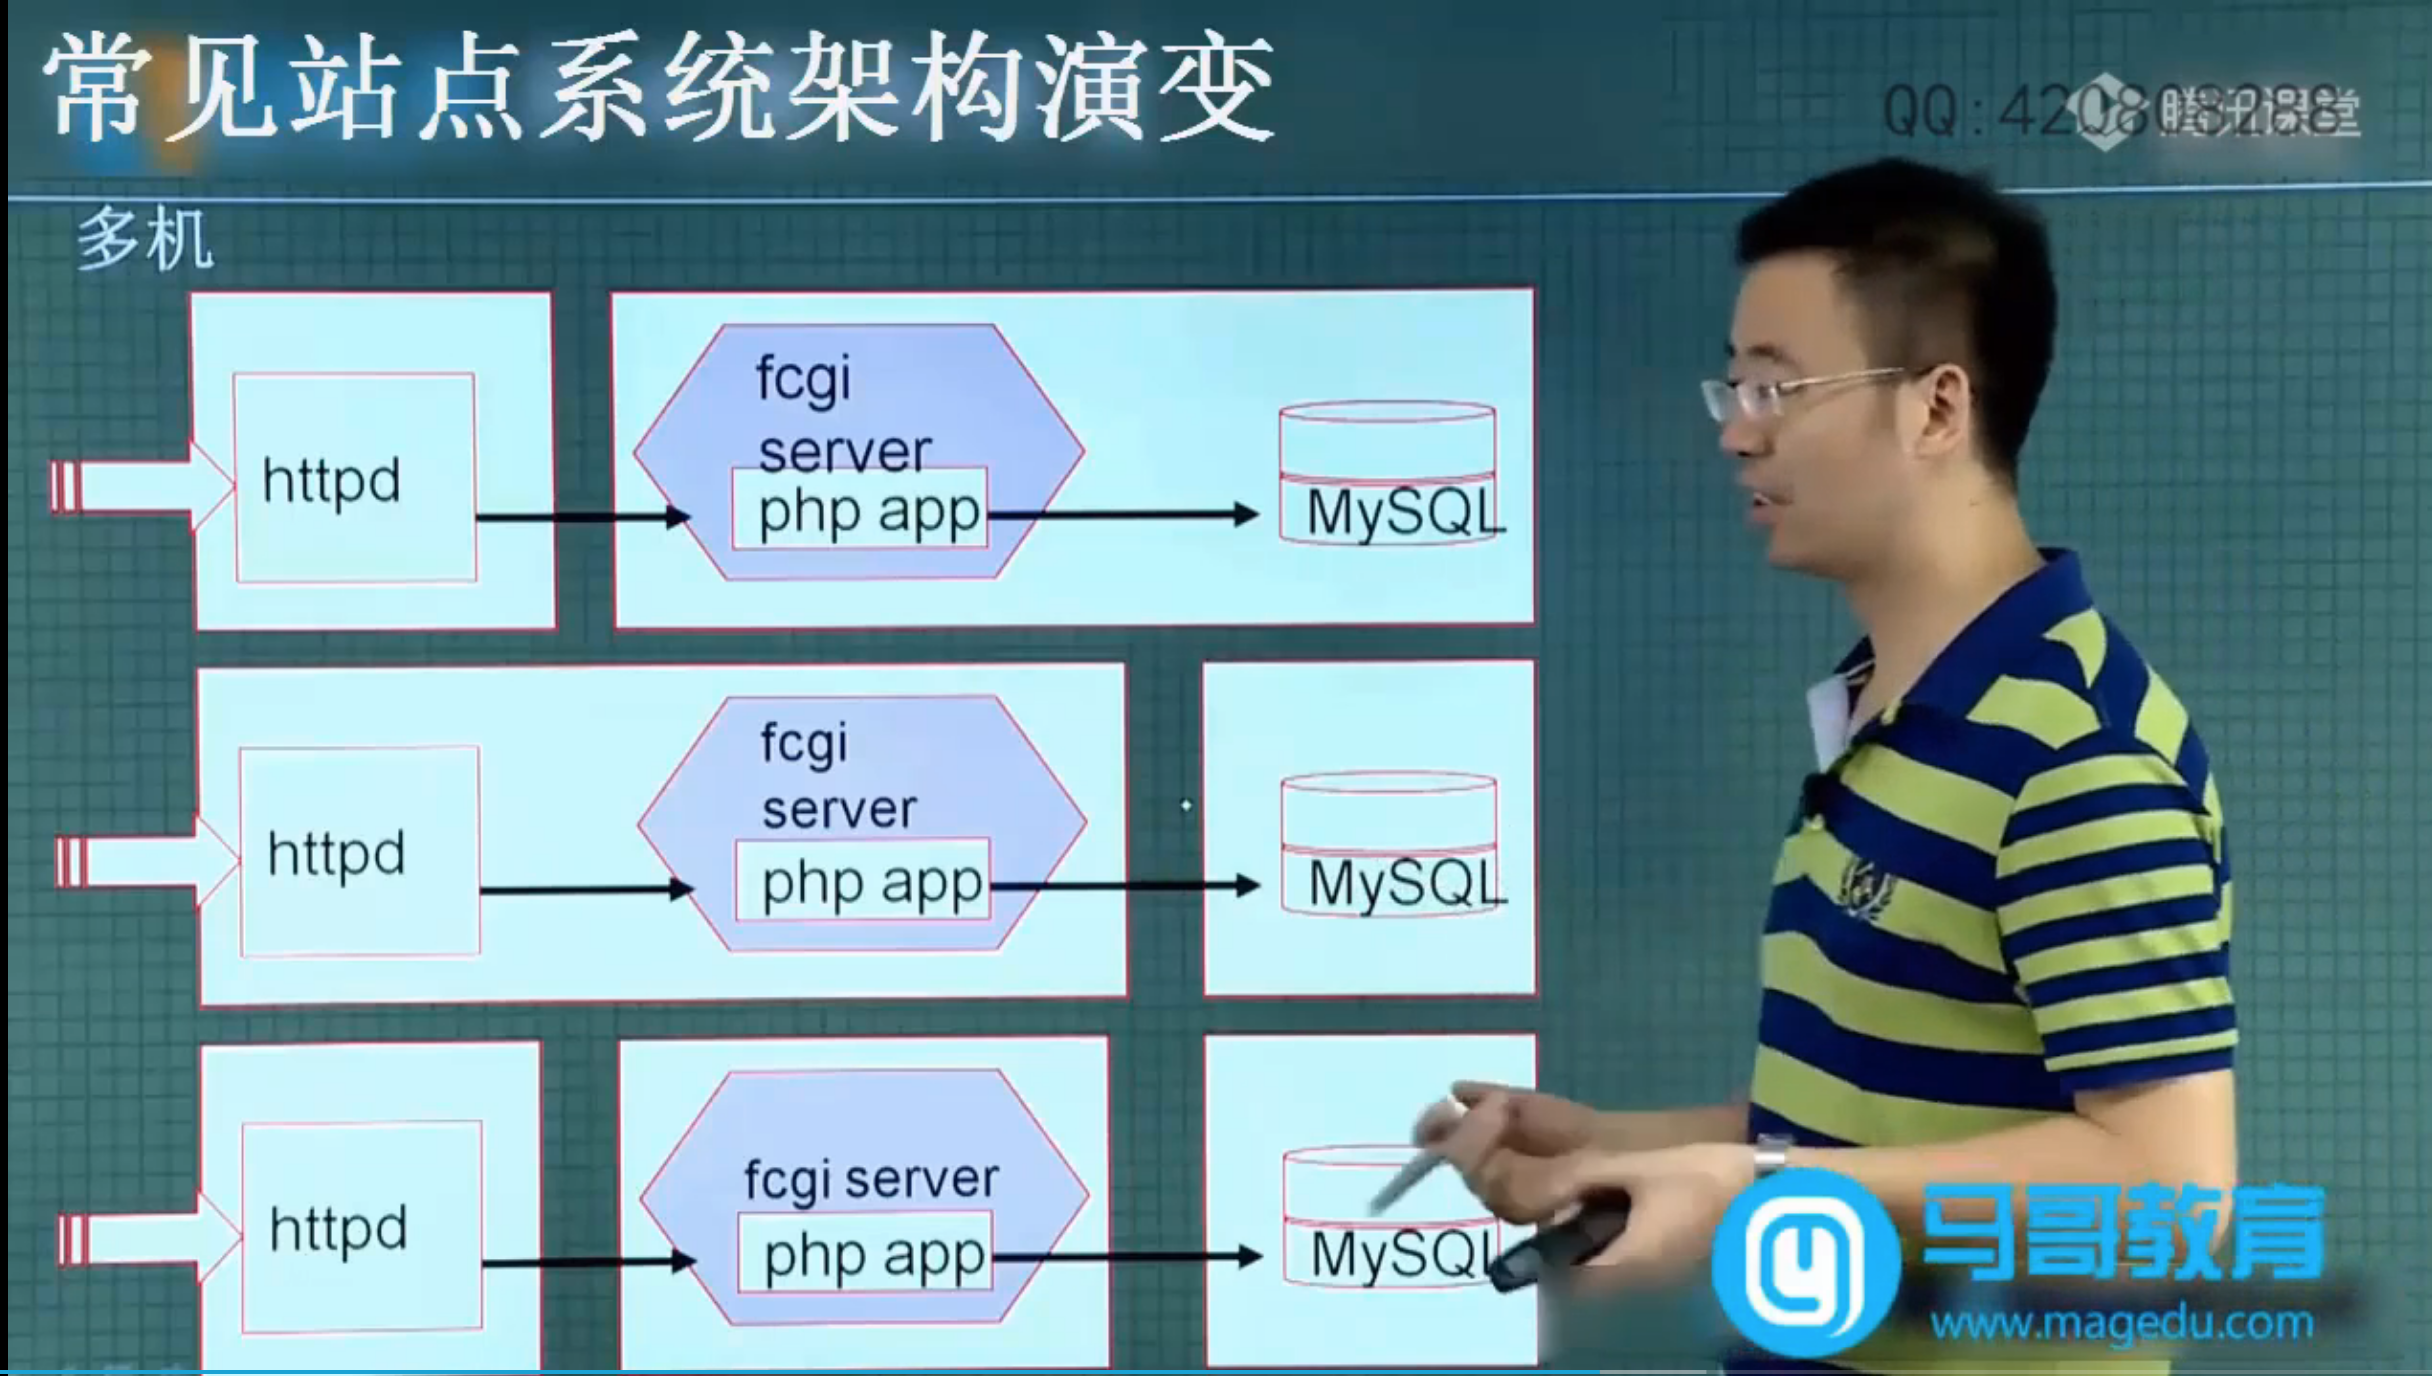 常见站点系统架构演变
QQ:420808288
腾讯课堂
多机
httpd
fcgi
server
php app
MySQL
httpd
fcgi
server
php app
MySQL
httpd
fcgi server
php app
MySQL
马哥教育
www.magedu.com